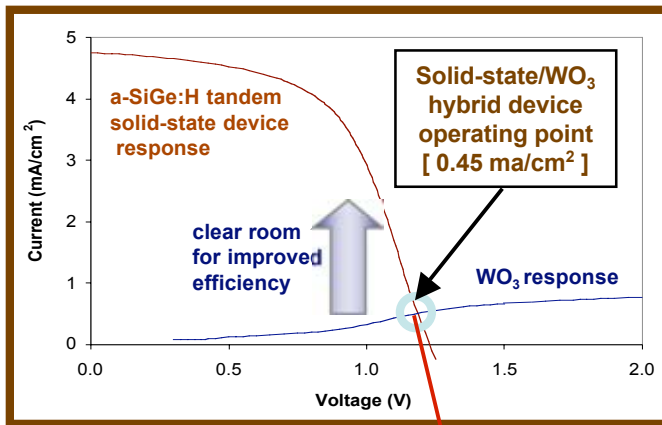 5
4
3
2
1
0
Current (mA/cm²)
a-SiGe:H tandem
solid-state device
response
Solid-state/WO₃
hybrid device
operating point
[ 0.45 ma/cm² ]
clear room
for improved
efficiency
WO₃ response
0.0 0.5 1.0 1.5 2.0
Voltage (V)